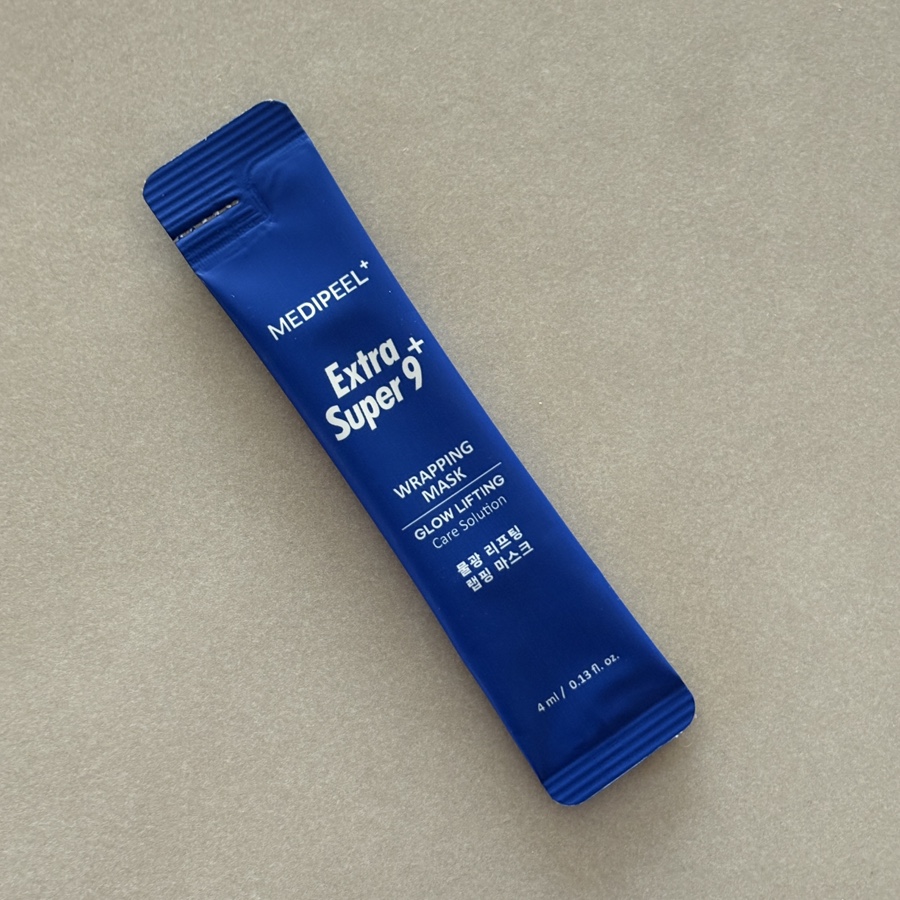 MEDIPEEL+
Extra
Super 9+
WRAPPING
MASK
GLOW LIFTING
Care Solution
물광 리프팅
랩핑 마스크
4 ml / 0.13 fl. oz.